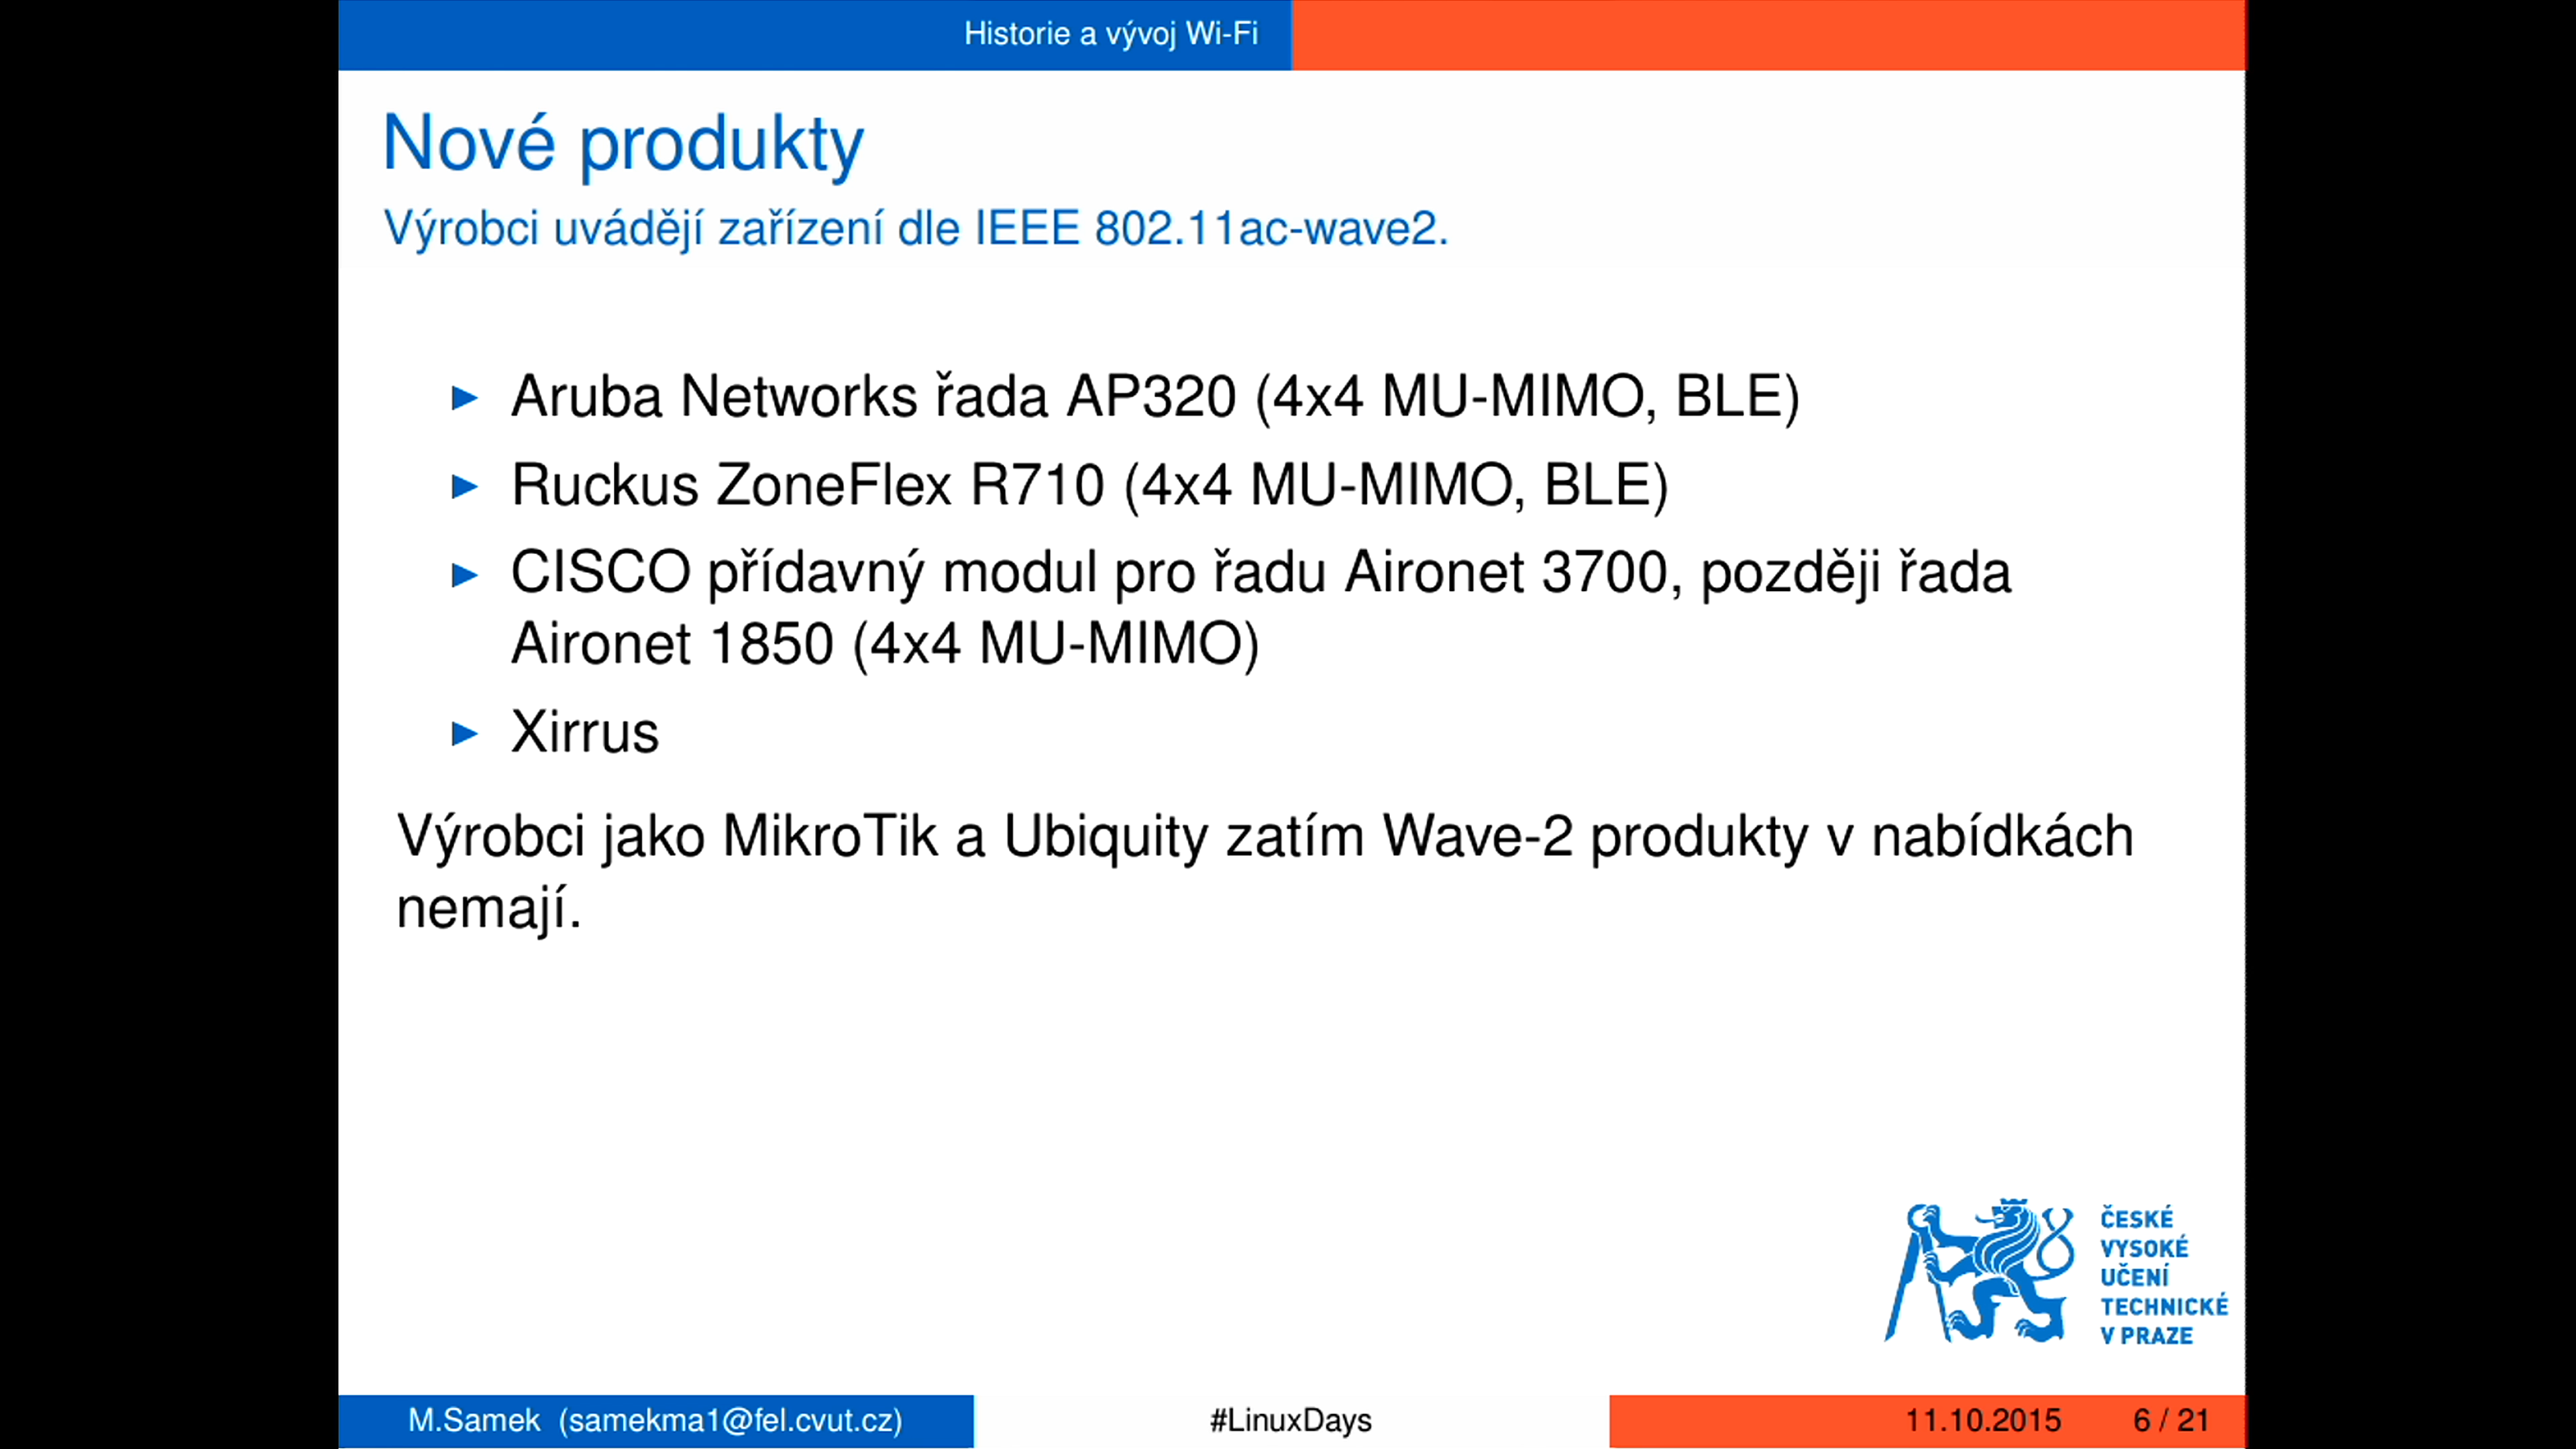 Historie a vývoj Wi-Fi
Nové produkty
Výrobci uvádějí zařízení dle IEEE 802.11ac-wave2.
Aruba Networks řada AP320 (4x4 MU-MIMO, BLE)
Ruckus ZoneFlex R710 (4x4 MU-MIMO, BLE)
CISCO přídavný modul pro řadu Aironet 3700, později řada
Aironet 1850 (4x4 MU-MIMO)
Xirrus
Výrobci jako MikroTik a Ubiquity zatím Wave-2 produkty v nabídkách
nemají.
ČESKÉ
VYSOKÉ
UČENÍ
TECHNICKÉ
V PRAZE
M.Samek (samekma1@fel.cvut.cz)
#LinuxDays
11.10.2015
6 / 21